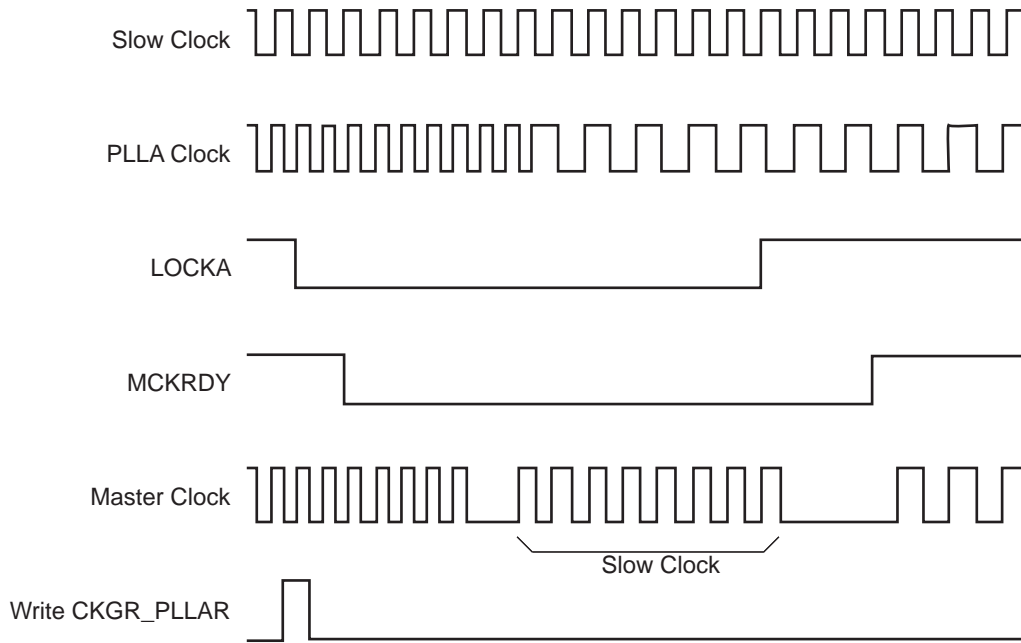 Slow Clock
PLLA Clock
LOCKA
MCKRDY
Master Clock
Slow Clock
Write CKGR_PLLAR